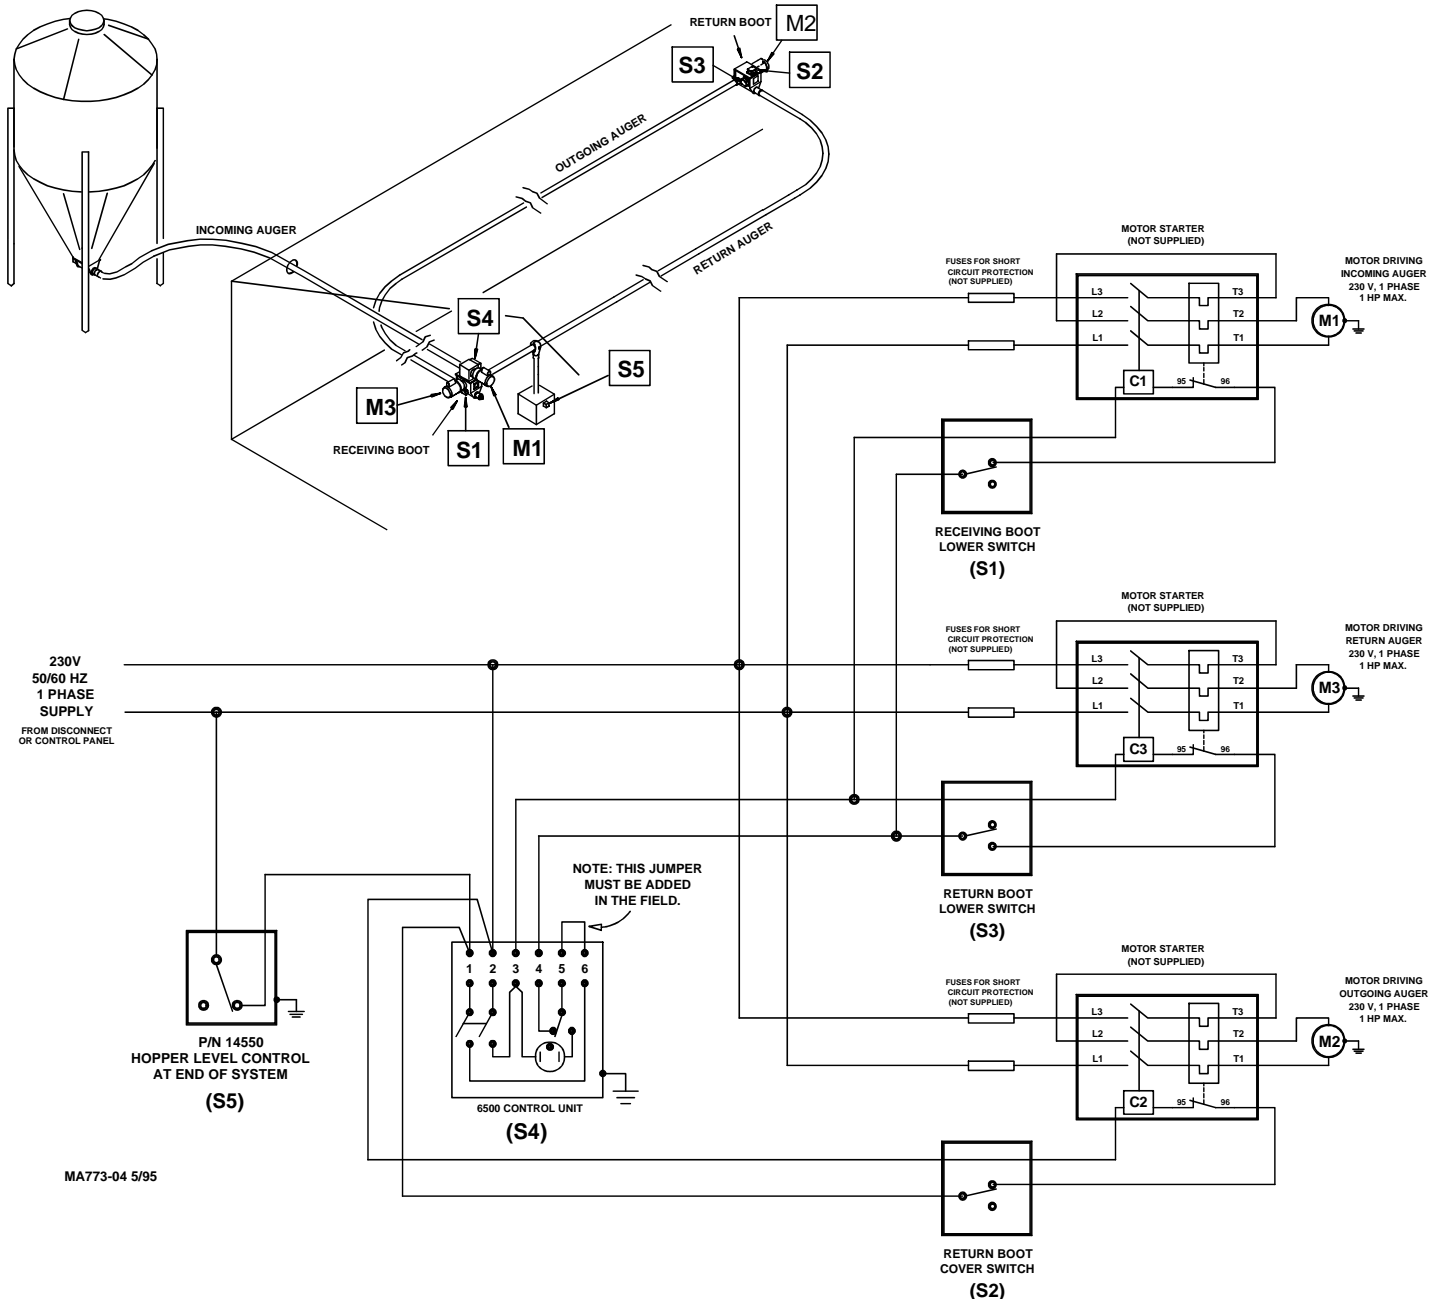 RETURN BOOT
M2
S3
S2
OUTGOING AUGER
INCOMING AUGER
RETURN AUGER
S4
S5
M3
RECEIVING BOOT
S1
M1
MOTOR STARTER
(NOT SUPPLIED)
FUSES FOR SHORT
CIRCUIT PROTECTION
(NOT SUPPLIED)
L3
T3
L2
T2
L1
T1
C1
95
96
MOTOR DRIVING
INCOMING AUGER
230 V, 1 PHASE
1 HP MAX.
M1
RECEIVING BOOT
LOWER SWITCH
(S1)
MOTOR STARTER
(NOT SUPPLIED)
FUSES FOR SHORT
CIRCUIT PROTECTION
(NOT SUPPLIED)
L3
T3
L2
T2
L1
T1
C3
95
96
MOTOR DRIVING
RETURN AUGER
230 V, 1 PHASE
1 HP MAX.
M3
230V
50/60 HZ
1 PHASE
SUPPLY
FROM DISCONNECT
OR CONTROL PANEL
RETURN BOOT
LOWER SWITCH
(S3)
NOTE: THIS JUMPER
MUST BE ADDED
IN THE FIELD.
1 2 3 4 5 6
6500 CONTROL UNIT
(S4)
P/N 14550
HOPPER LEVEL CONTROL
AT END OF SYSTEM
(S5)
MOTOR STARTER
(NOT SUPPLIED)
FUSES FOR SHORT
CIRCUIT PROTECTION
(NOT SUPPLIED)
L3
T3
L2
T2
L1
T1
C2
95
96
MOTOR DRIVING
OUTGOING AUGER
230 V, 1 PHASE
1 HP MAX.
M2
MA773-04 5/95
RETURN BOOT
COVER SWITCH
(S2)